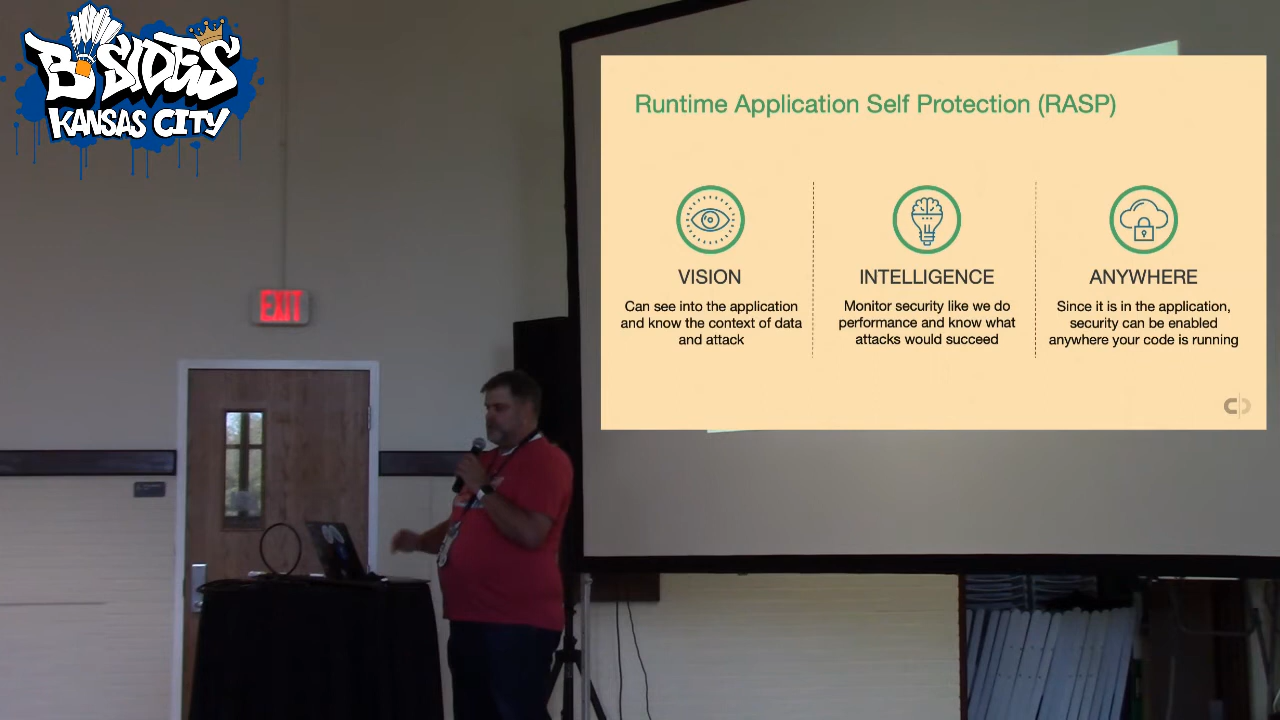 B·SIDES
KANSAS CITY
EXIT
Runtime Application Self Protection (RASP)
VISION
Can see into the application
and know the context of data
and attack
INTELLIGENCE
Monitor security like we do
performance and know what
attacks would succeed
ANYWHERE
Since it is in the application,
security can be enabled
anywhere your code is running